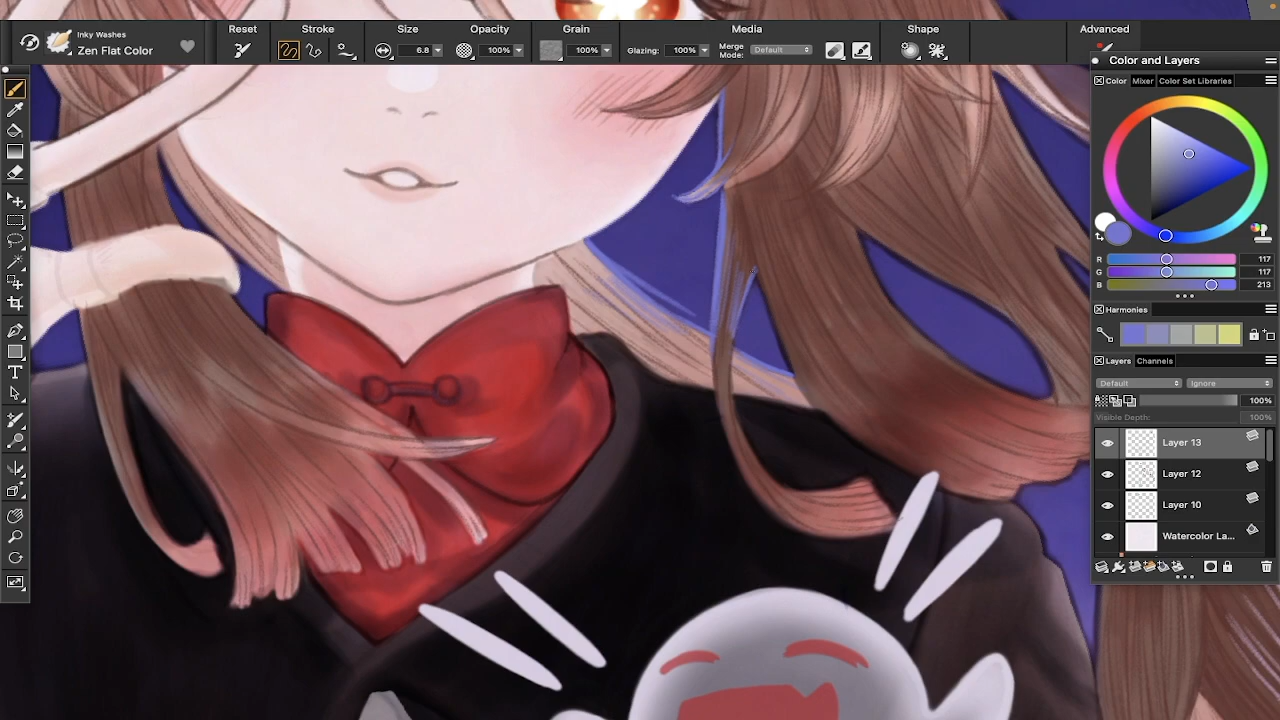 Reset
Stroke
Size
Opacity
Grain
Media
Shape
Advanced
Inky Washes
Zen Flat Color
6.8
100%
100%
Glazing: 100%
Merge Mode: Default
Color and Layers
Color Mixer Color Set Libraries
R 117
G 117
B 213
Harmonies
Layers Channels
Default Ignore
100%
Visible Depth: 100%
Layer 13
Layer 12
Layer 10
Watercolor La...
T